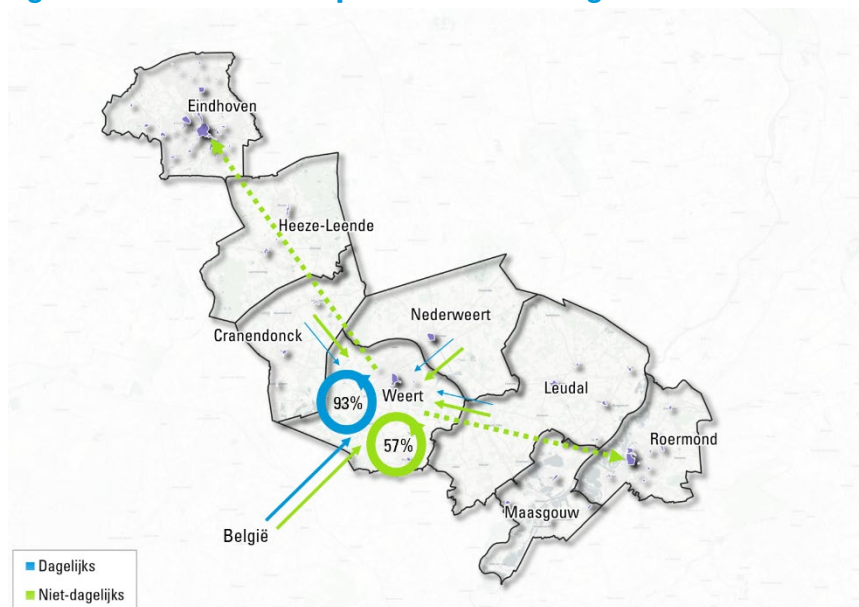 Eindhoven
Heeze-Leende
Nederweert
Cranendonck
Leudal
Weert
93%
57%
Roermond
Maasgouw
België
Dagelijks
Niet-dagelijks